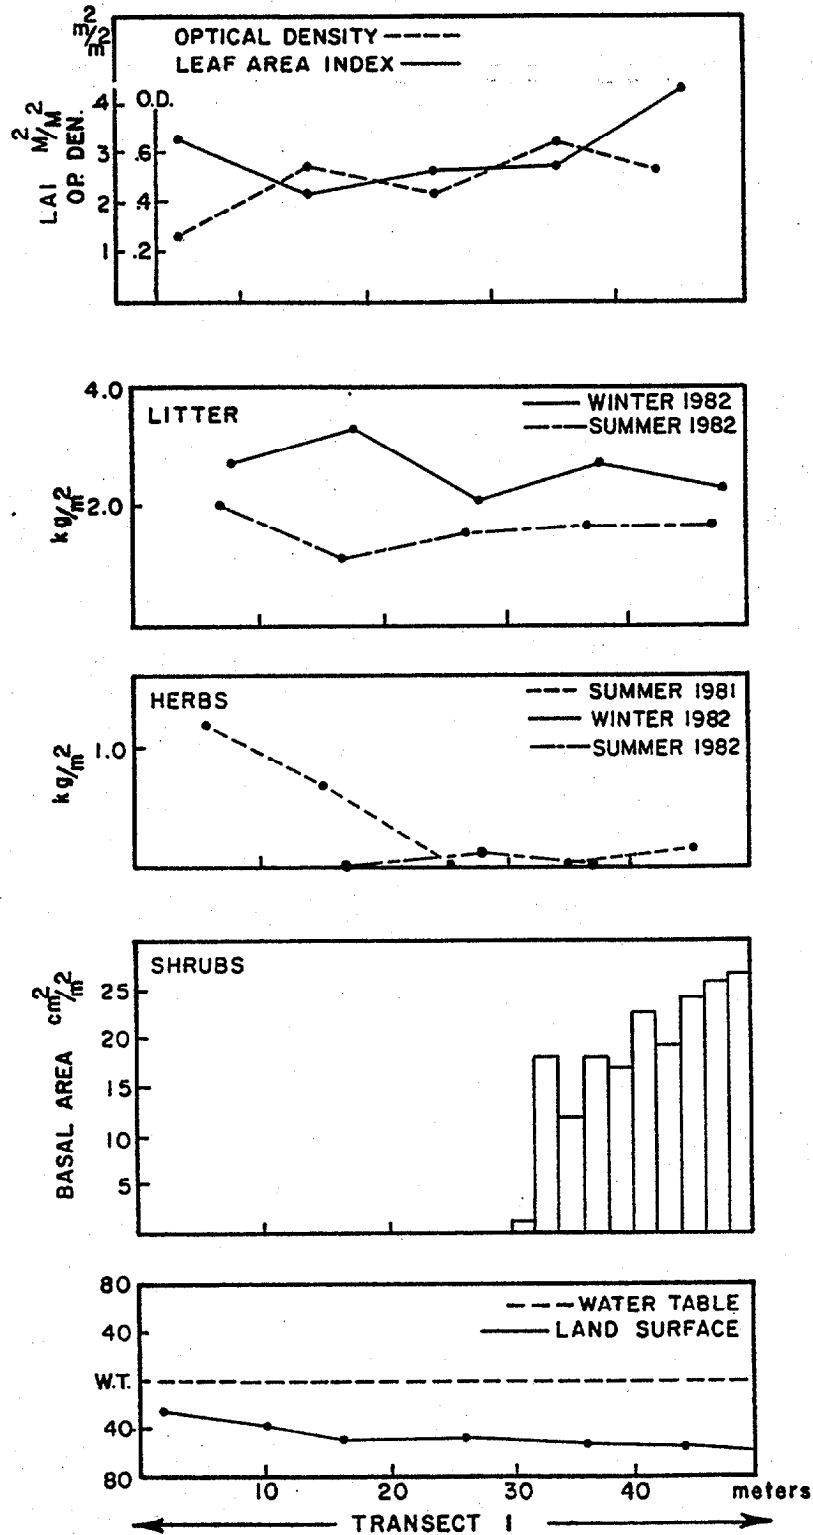 m2/m2
OPTICAL DENSITY
LEAF AREA INDEX
4 O.D.
3 .6
2 .4
1 .2
LAI M2/M2
OP. DEN.
4.0
LITTER
WINTER 1982
SUMMER 1982
2.0
kg/m2
HERBS
SUMMER 1981
WINTER 1982
SUMMER 1982
1.0
kg/m2
SHRUBS
25
20
15
10
5
BASAL AREA cm2/m2
80
WATER TABLE
40
LAND SURFACE
W.T.
40
80
10 20 30 40 meters
TRANSECT 1